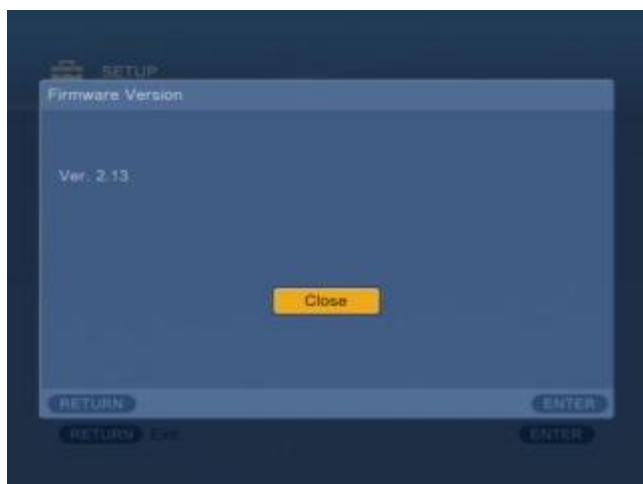 SETUP
Firmware Version
Ver. 2.13
Close
RETURN ENTER
RETURN Exit ENTER